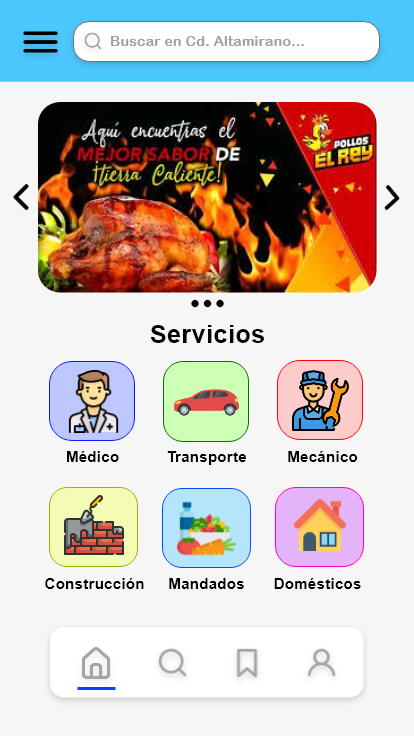 Buscar en Cd. Altamirano...
Aquí encuentras el
MEJOR SABOR DE
Tierra Caliente!
POLLOS
EL REY
Servicios
Médico
Transporte
Mecánico
Construcción
Mandados
Domésticos